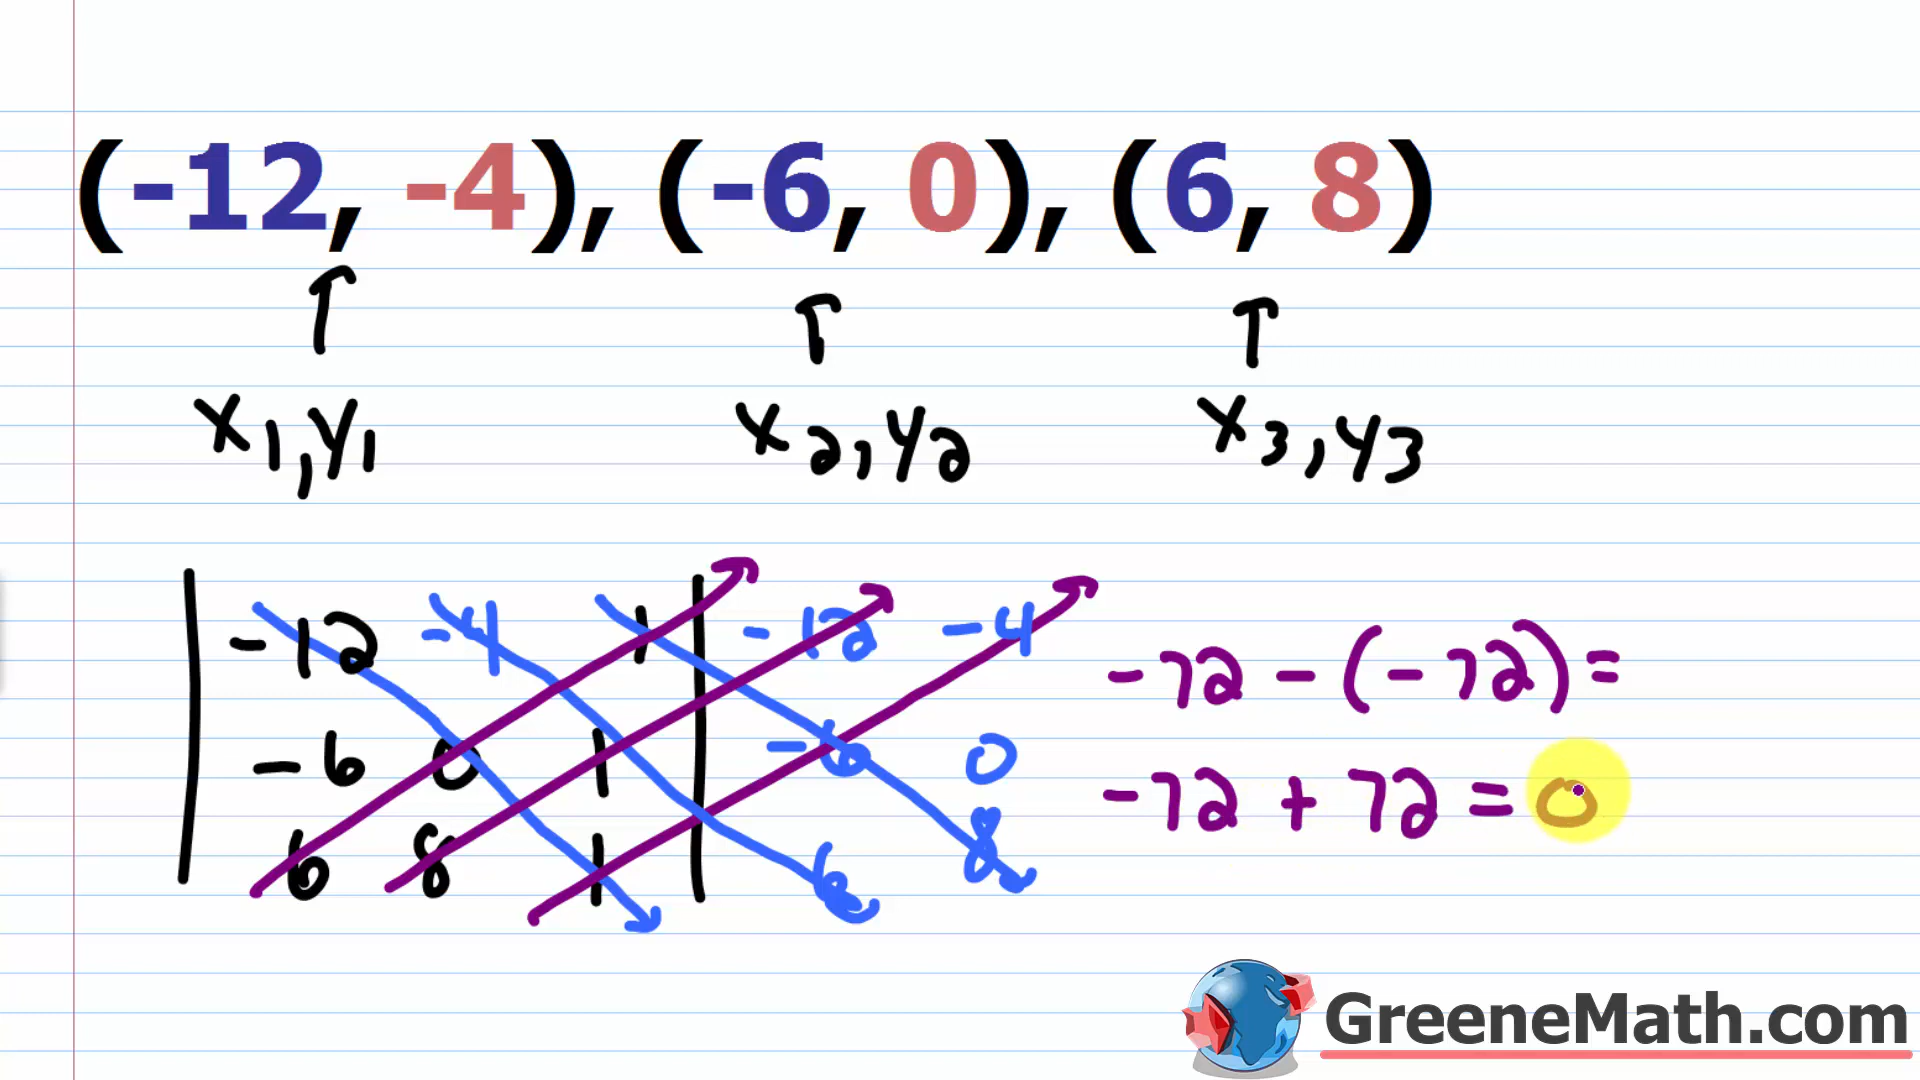 (-12, -4), (-6, 0), (6, 8)
x1,y1 x2,y2 x3,y3
-12 -4 1 -12 -4
-6 0 1 -6 0
6 8 1 6 8
-72 - (-72) =
-72 + 72 = 0
GreeneMath.com